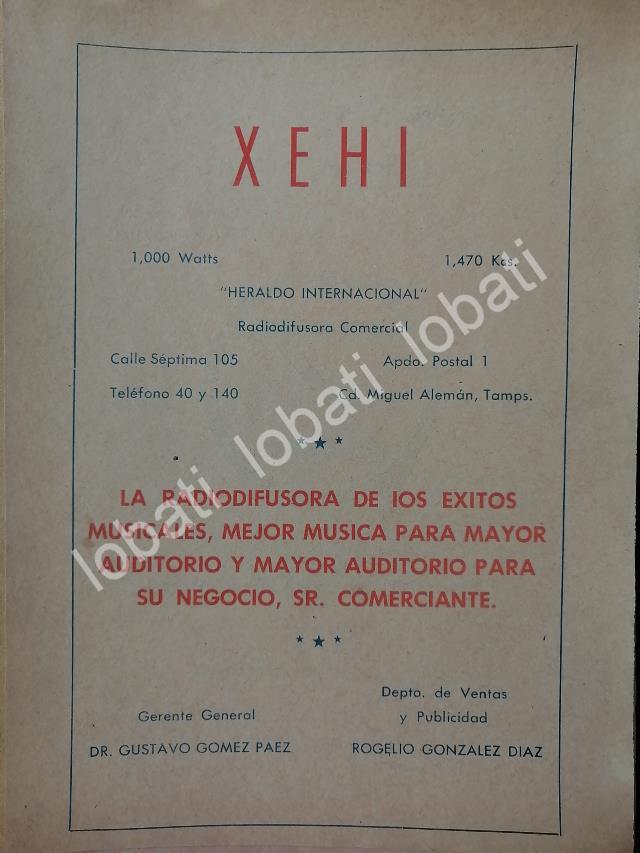 XEHI
1,000 Watts 1,470 Kcs.
"HERALDO INTERNACIONAL"
Radiodifusora Comercial
Calle Séptima 105 Apdo. Postal 1
Teléfono 40 y 140 Cd. Miguel Alemán, Tamps.
LA RADIODIFUSORA DE lOS EXITOS
MUSICALES, MEJOR MUSICA PARA MAYOR
AUDITORIO Y MAYOR AUDITORIO PARA
SU NEGOCIO, SR. COMERCIANTE.
Depto. de Ventas
Gerente General y Publicidad
DR. GUSTAVO GOMEZ PAEZ ROGELIO GONZALEZ DIAZ
lobati lobati lobati